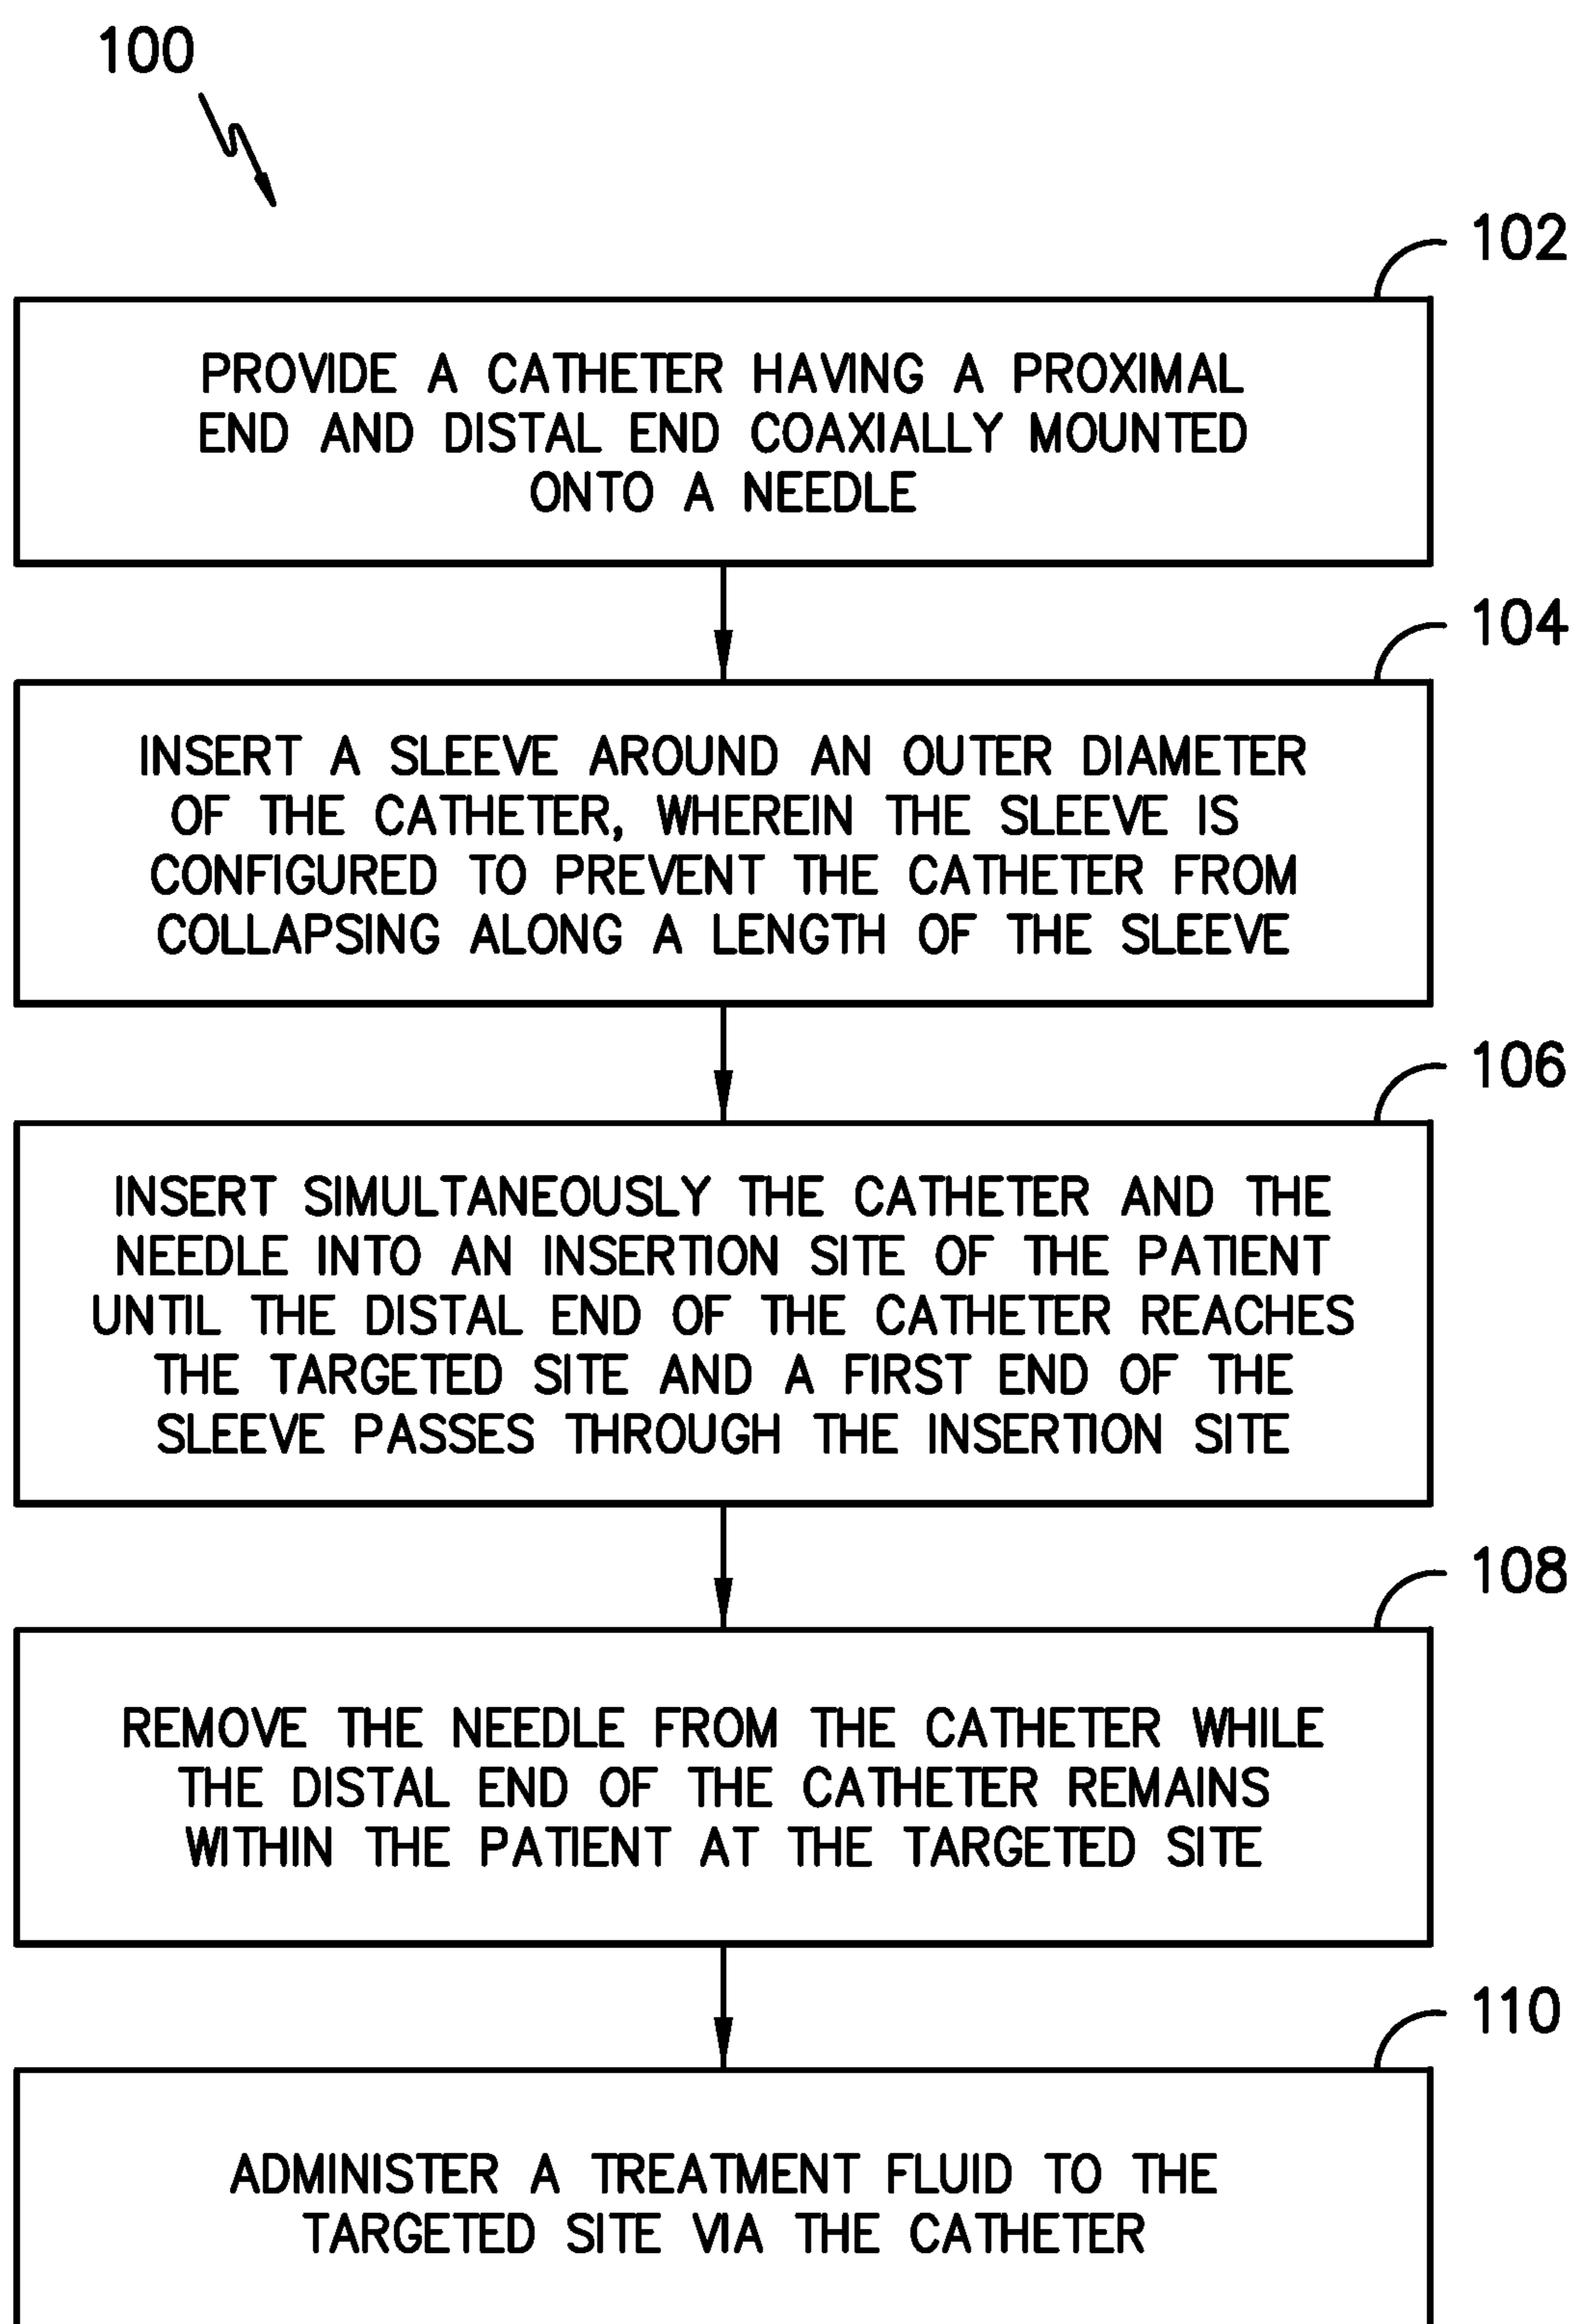 100
102
PROVIDE A CATHETER HAVING A PROXIMAL
END AND DISTAL END COAXIALLY MOUNTED
ONTO A NEEDLE
104
INSERT A SLEEVE AROUND AN OUTER DIAMETER
OF THE CATHETER, WHEREIN THE SLEEVE IS
CONFIGURED TO PREVENT THE CATHETER FROM
COLLAPSING ALONG A LENGTH OF THE SLEEVE
106
INSERT SIMULTANEOUSLY THE CATHETER AND THE
NEEDLE INTO AN INSERTION SITE OF THE PATIENT
UNTIL THE DISTAL END OF THE CATHETER REACHES
THE TARGETED SITE AND A FIRST END OF THE
SLEEVE PASSES THROUGH THE INSERTION SITE
108
REMOVE THE NEEDLE FROM THE CATHETER WHILE
THE DISTAL END OF THE CATHETER REMAINS
WITHIN THE PATIENT AT THE TARGETED SITE
110
ADMINISTER A TREATMENT FLUID TO THE
TARGETED SITE VIA THE CATHETER